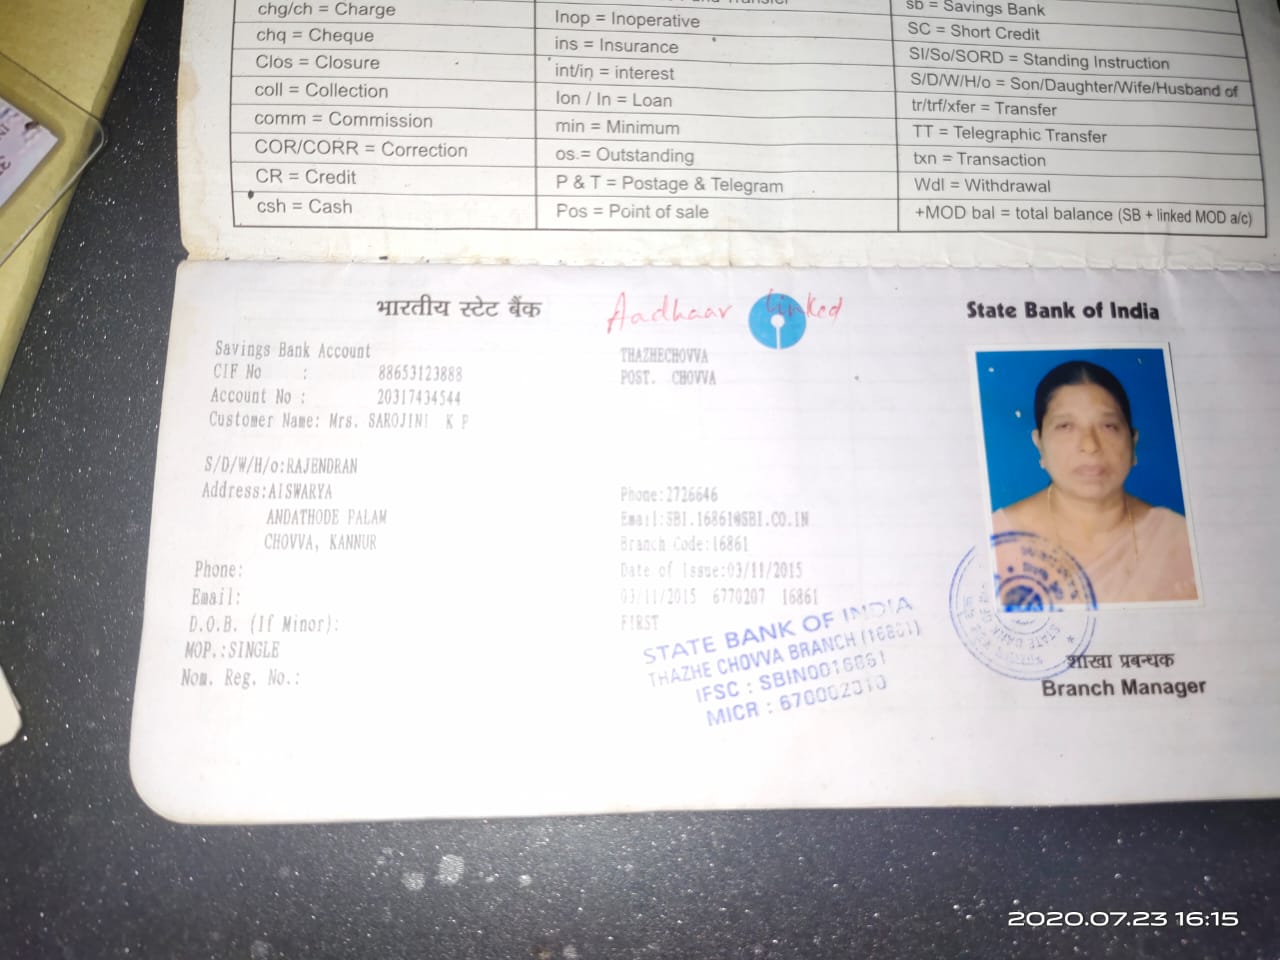 chg/ch = Charge
chq = Cheque
Clos = Closure
coll = Collection
comm = Commission
COR/CORR = Correction
CR = Credit
csh = Cash
Inop = Inoperative
ins = Insurance
int/in = interest
lon / ln = Loan
min = Minimum
os.= Outstanding
P & T = Postage & Telegram
Pos = Point of sale
sb = Savings Bank
SC = Short Credit
SI/So/SORD = Standing Instruction
S/D/W/H/o = Son/Daughter/Wife/Husband of
tr/trf/xfer = Transfer
TT = Telegraphic Transfer
txn = Transaction
Wdl = Withdrawal
+MOD bal = total balance (SB + linked MOD a/c)
भारतीय स्टेट बैंक
Aadhaar linked
State Bank of India
Savings Bank Account
CIF No : 88653123888
Account No : 20317434544
Customer Name: Mrs. SAROJINI K P
S/D/W/H/o:RAJENDRAN
Address:AISWARYA
ANDATHODE PALAM
CHOVVA, KANNUR
Phone:
Email:
D.O.B. (If Minor):
MOP.:SINGLE
Nom. Reg. No.:
THAZHECHOVVA
POST. CHOVVA
Phone:2726646
Email:SBI.16861@SBI.CO.IN
Branch Code:16861
Date of Issue:03/11/2015
03/11/2015 6770207 16861
FIRST
STATE BANK OF INDIA
THAZHE CHOVVA BRANCH (16861)
IFSC : SBIN0016861
MICR : 670002310
शाखा प्रबन्धक
Branch Manager
2020.07.23 16:15